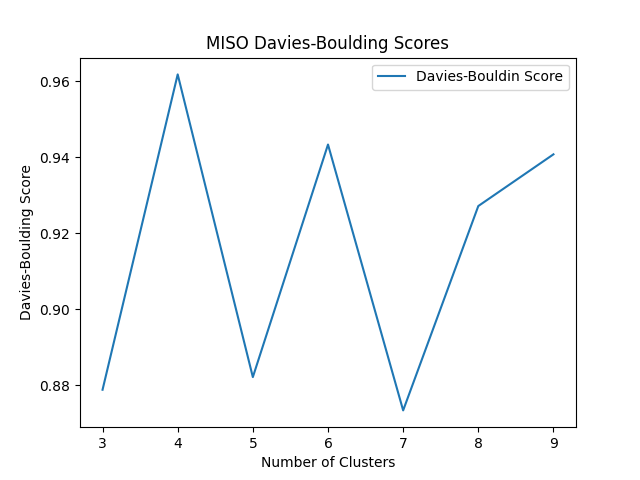 MISO Davies-Boulding Scores
Davies-Bouldin Score
Davies-Boulding Score
0.96
0.94
0.92
0.90
0.88
3 4 5 6 7 8 9
Number of Clusters